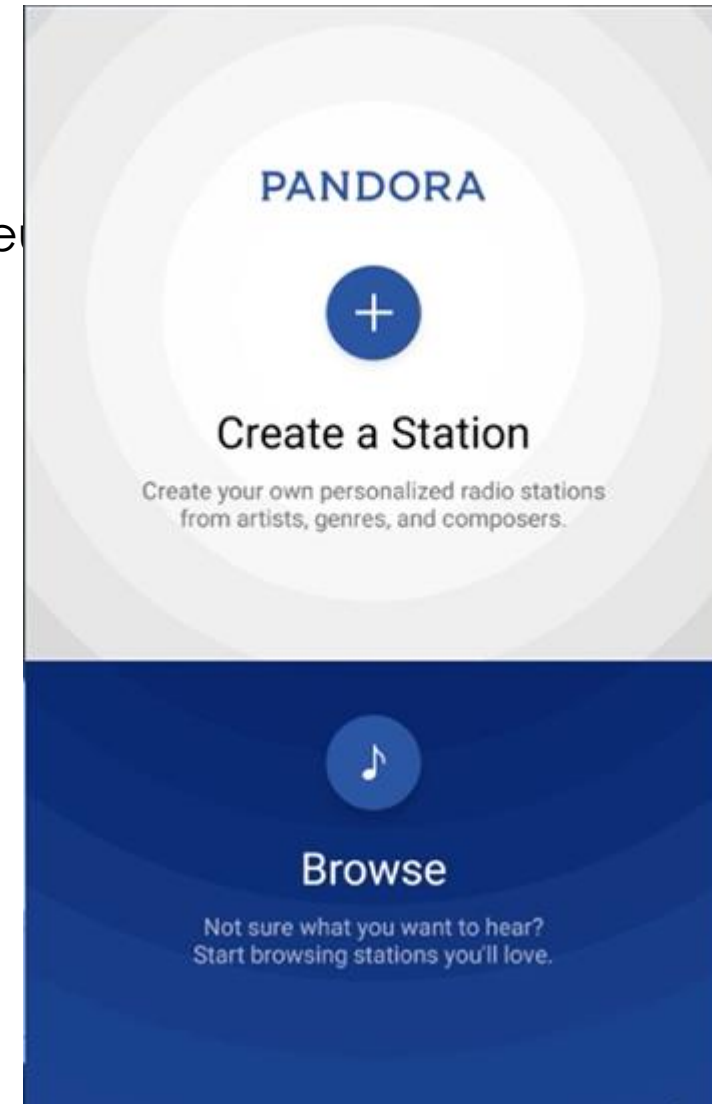 PANDORA
Create a Station
Create your own personalized radio stations
from artists, genres, and composers.
Browse
Not sure what you want to hear?
Start browsing stations you'll love.